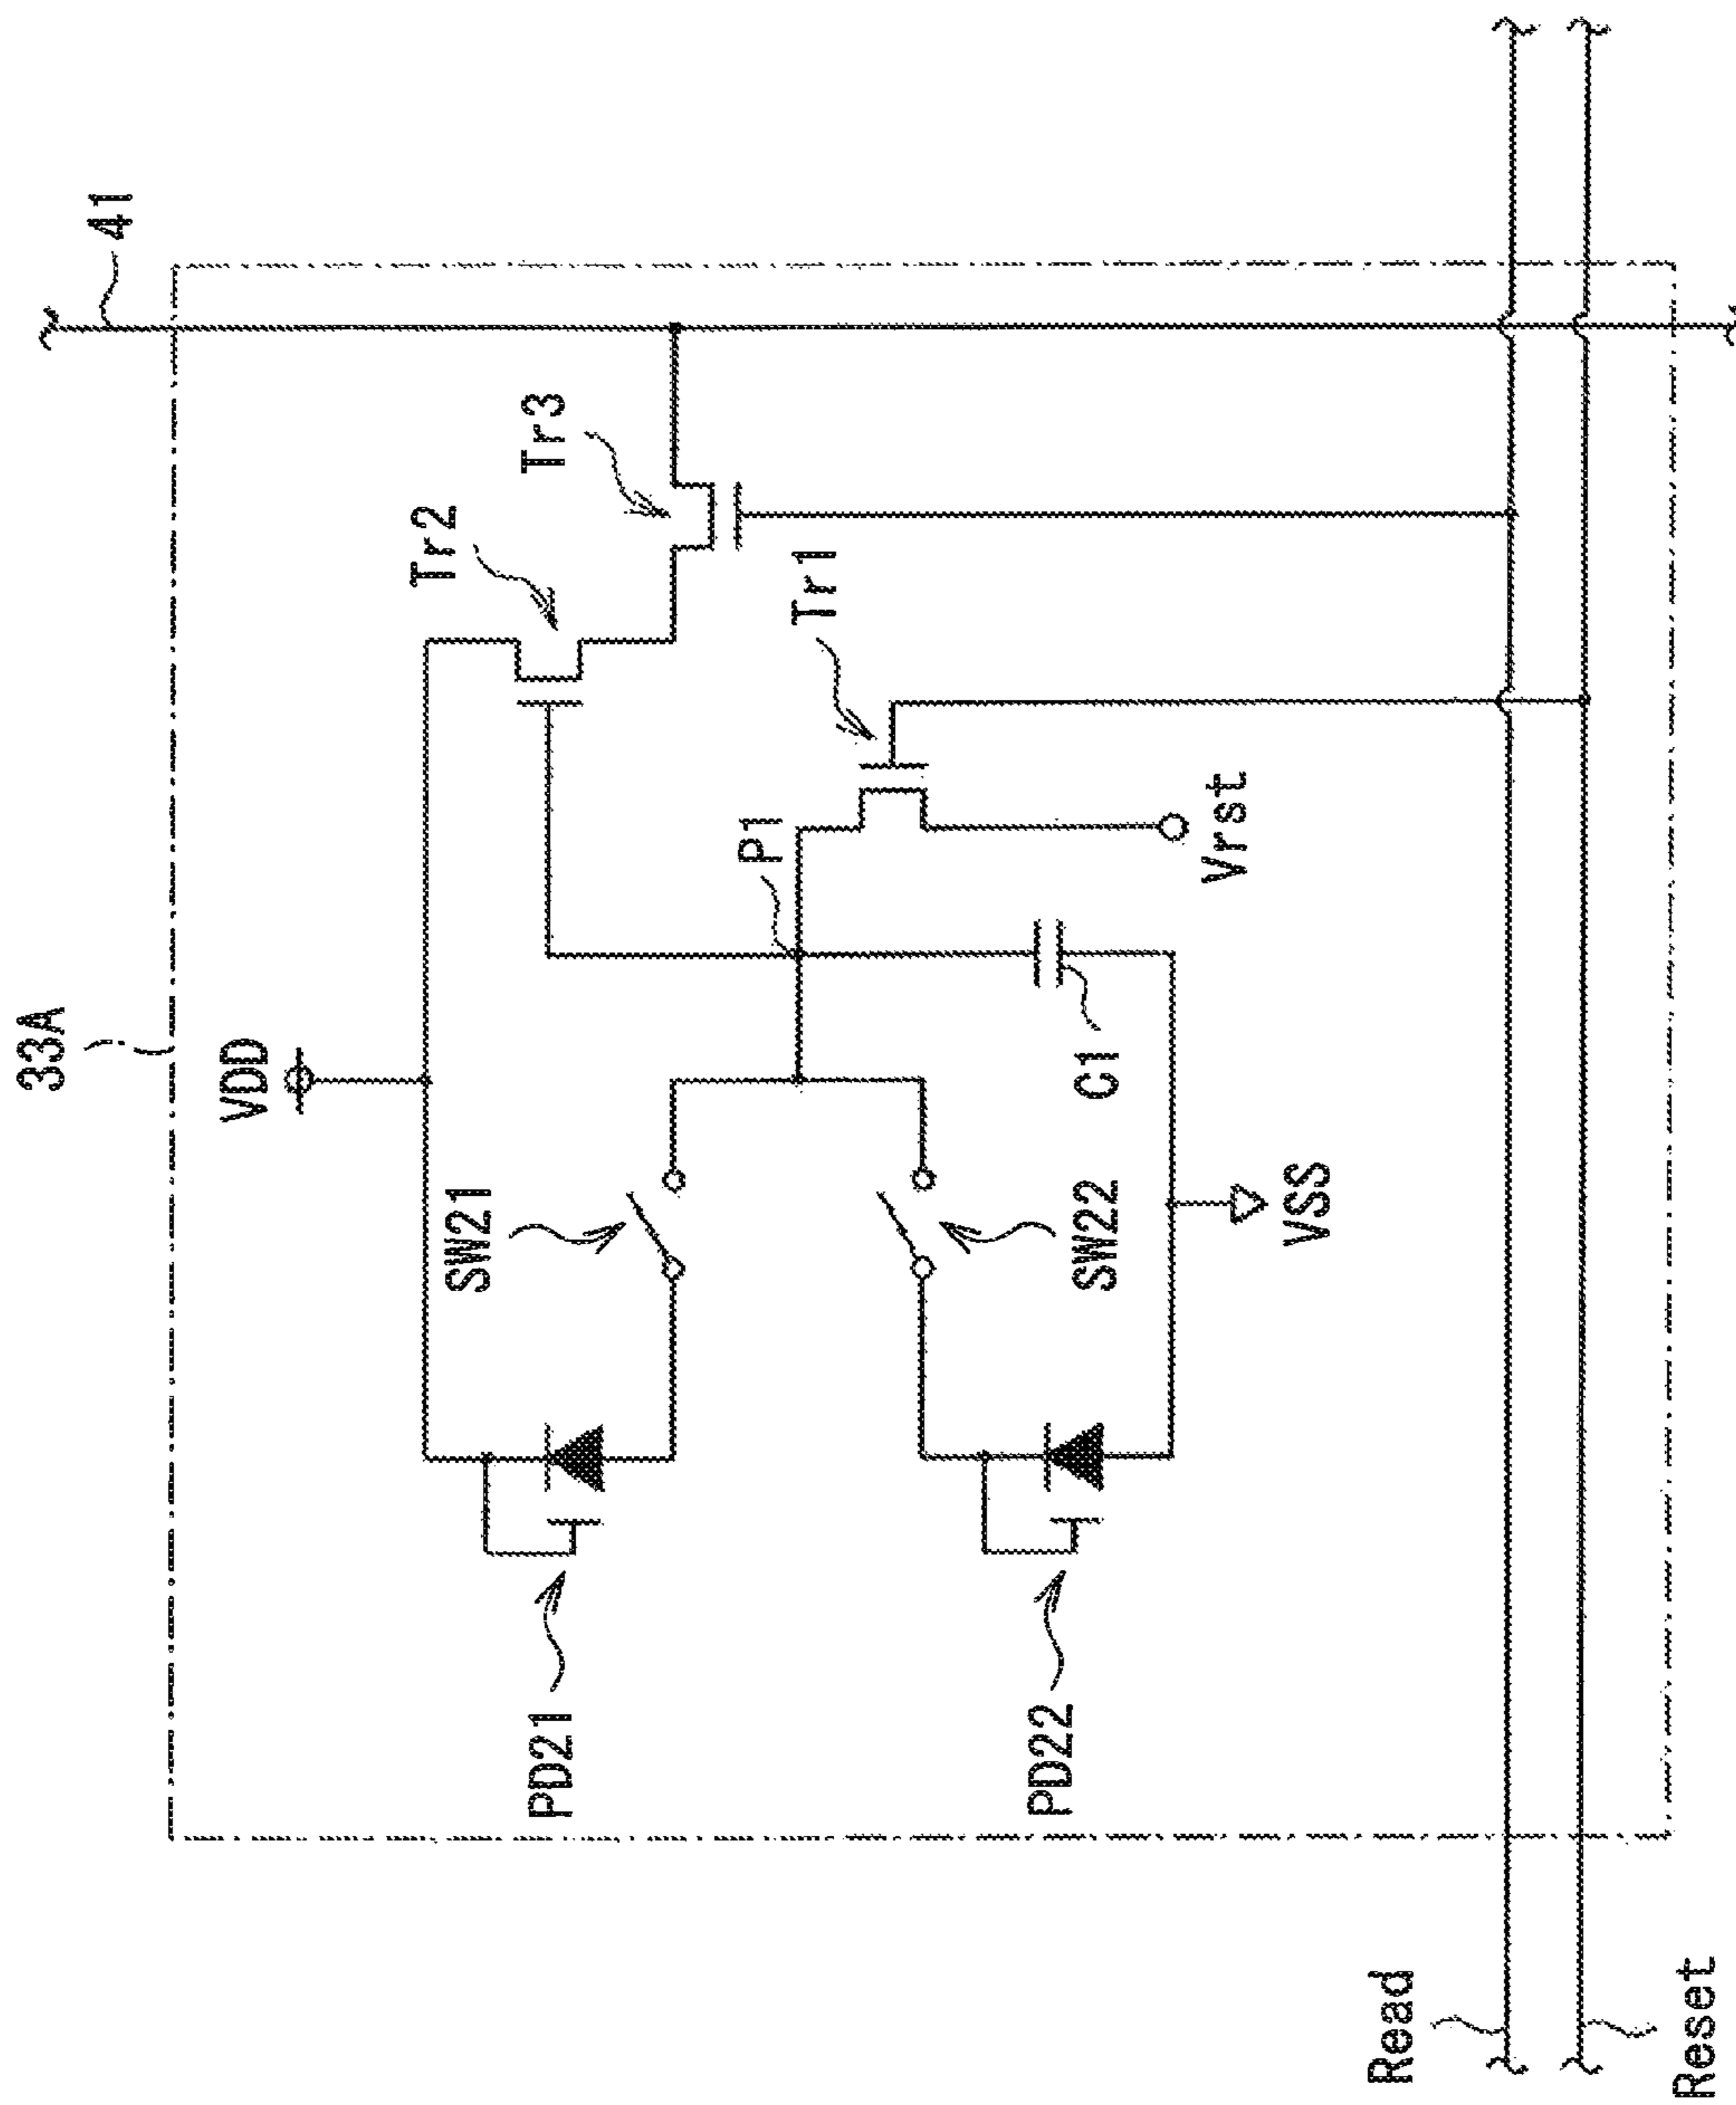 33A
VDD
41
PD21
SW21
Tr2
Tr3
P1
Tr1
PD22
SW22
C1
Vrst
VSS
Read
Reset